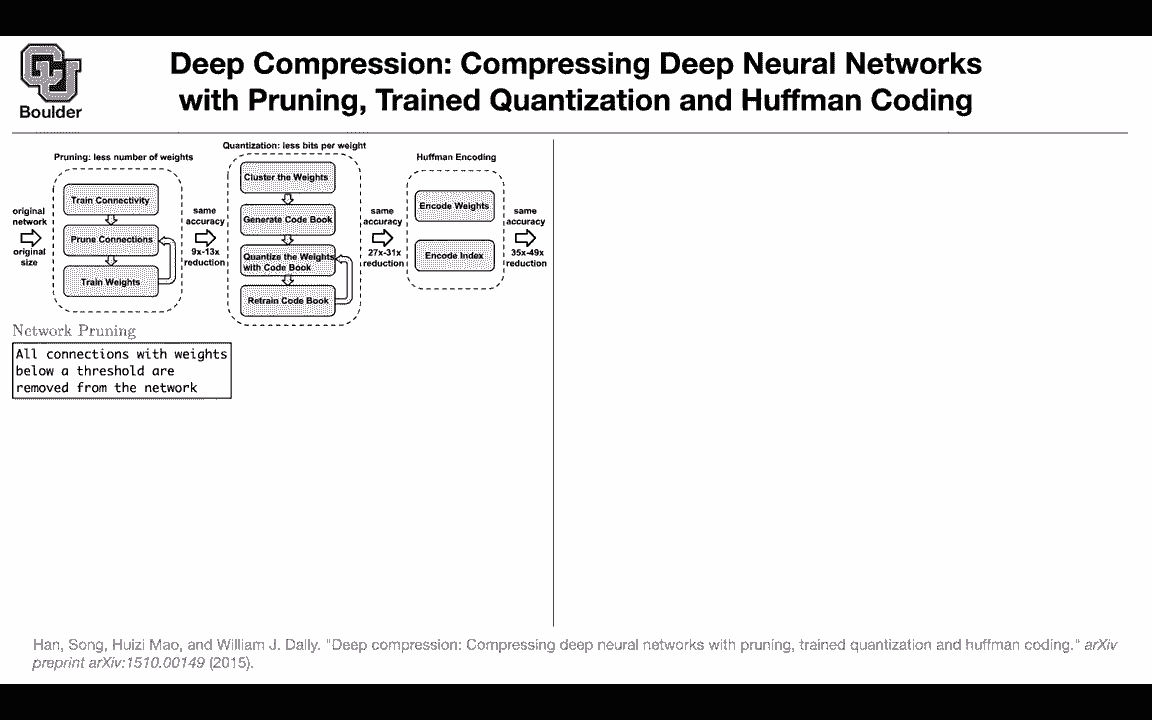 Boulder
Deep Compression: Compressing Deep Neural Networks
with Pruning, Trained Quantization and Huffman Coding
Pruning: less number of weights
Quantization: less bits per weight
Huffman Encoding
original
network
original
size
Train Connectivity
Prune Connections
Train Weights
same
accuracy
9x-13x
reduction
Cluster the Weights
Generate Code Book
Quantize the Weights
with Code Book
Retrain Code Book
same
accuracy
27x-31x
reduction
Encode Weights
Encode Index
same
accuracy
35x-49x
reduction
Network Pruning
All connections with weights
below a threshold are
removed from the network
Han, Song, Huizi Mao, and William J. Dally. "Deep compression: Compressing deep neural networks with pruning, trained quantization and huffman coding." arXiv
preprint arXiv:1510.00149 (2015).